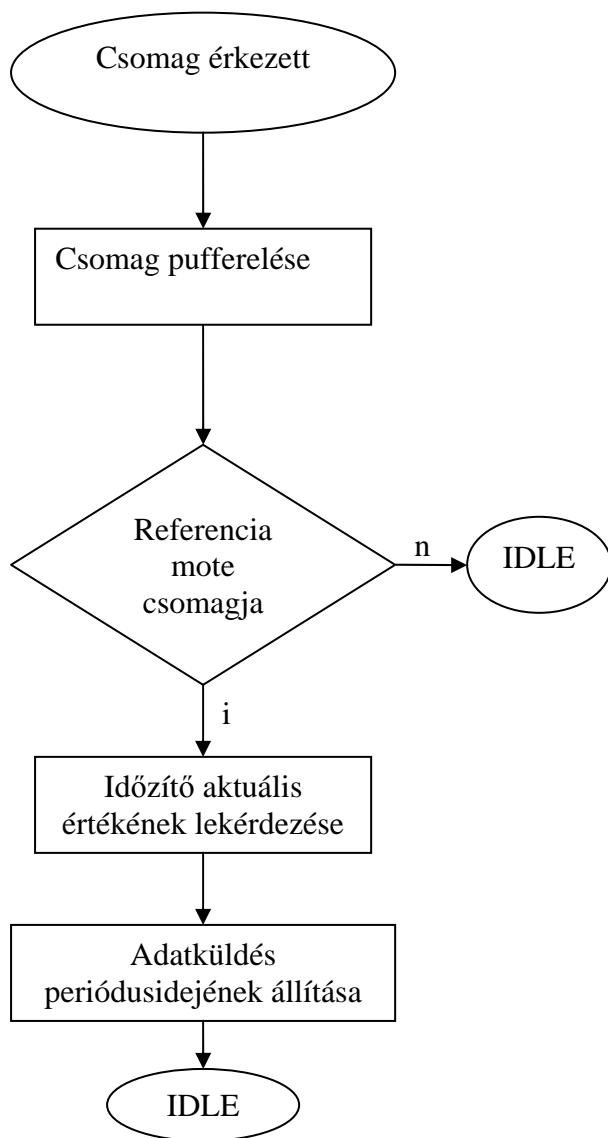 Csomag érkezett
Csomag pufferelése
Referencia
mote
csomagja
n
IDLE
i
Időzítő aktuális
értékének lekérdezése
Adatküldés
periódusidejének állítása
IDLE